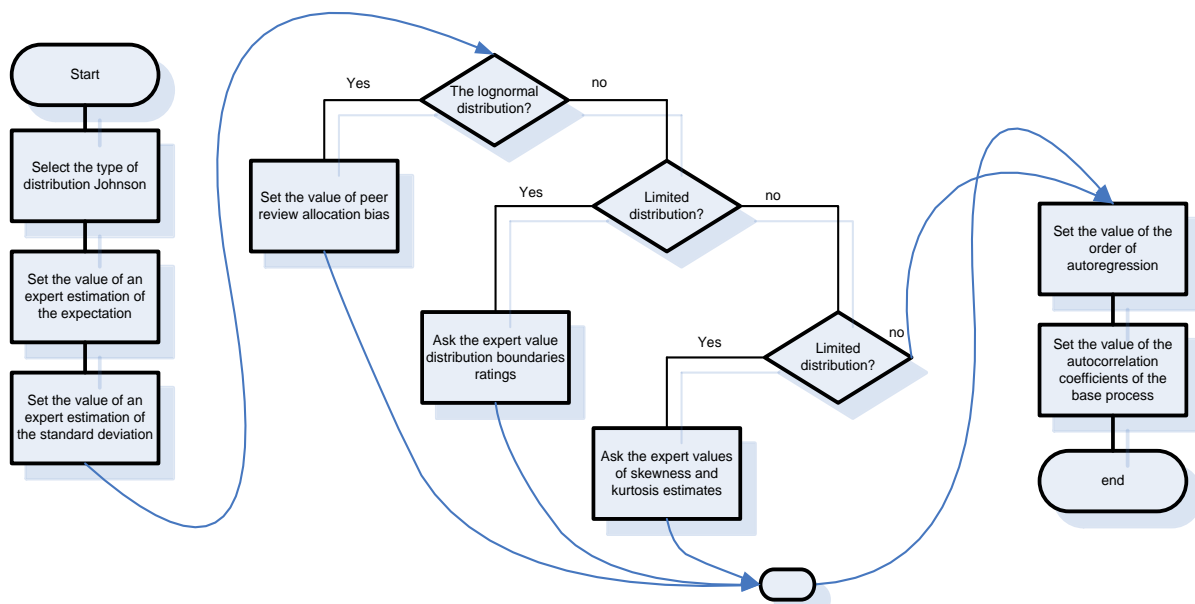 Start
Select the type of
distribution Johnson
Set the value of an
expert estimation of
the expectation
Set the value of an
expert estimation of
the standard deviation
The lognormal
distribution?
Yes
no
Set the value of peer
review allocation bias
Limited
distribution?
Yes
no
Ask the expert value
distribution boundaries
ratings
Limited
distribution?
Yes
no
Ask the expert values
of skewness and
kurtosis estimates
Set the value of the
order of
autoregression
Set the value of the
autocorrelation
coefficients of the
base process
end